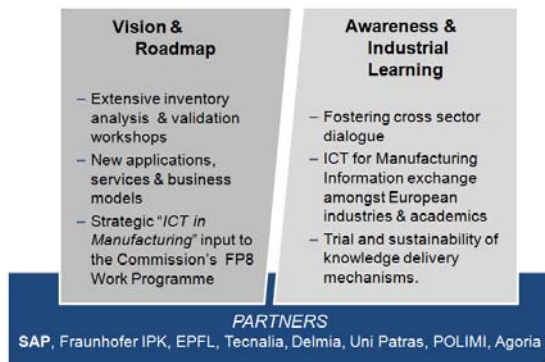 Vision &
Roadmap
– Extensive inventory
analysis & validation
workshops
– New applications,
services & business
models
– Strategic "ICT in
Manufacturing" input to
the Commission's FP8
Work Programme
Awareness &
Industrial
Learning
– Fostering cross sector
dialogue
– ICT for Manufacturing
Information exchange
amongst European
industries & academics
– Trial and sustainability of
knowledge delivery
mechanisms.
PARTNERS
SAP, Fraunhofer IPK, EPFL, Tecnalia, Delmia, Uni Patras, POLIMI, Agoria